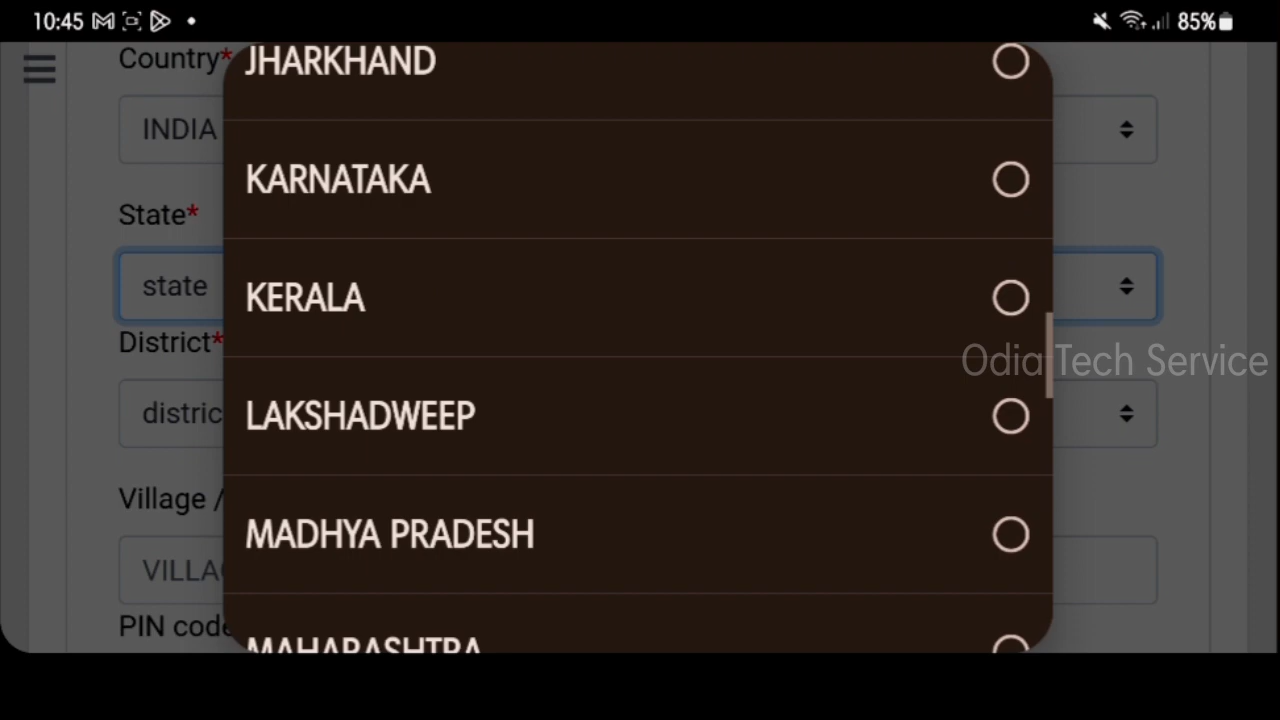 10:45 85%
Country*
INDIA
State*
state
District*
distric
Village /
VILLA
PIN code
JHARKHAND
KARNATAKA
KERALA
LAKSHADWEEP
MADHYA PRADESH
MAHARASHTRA
Odia Tech Service